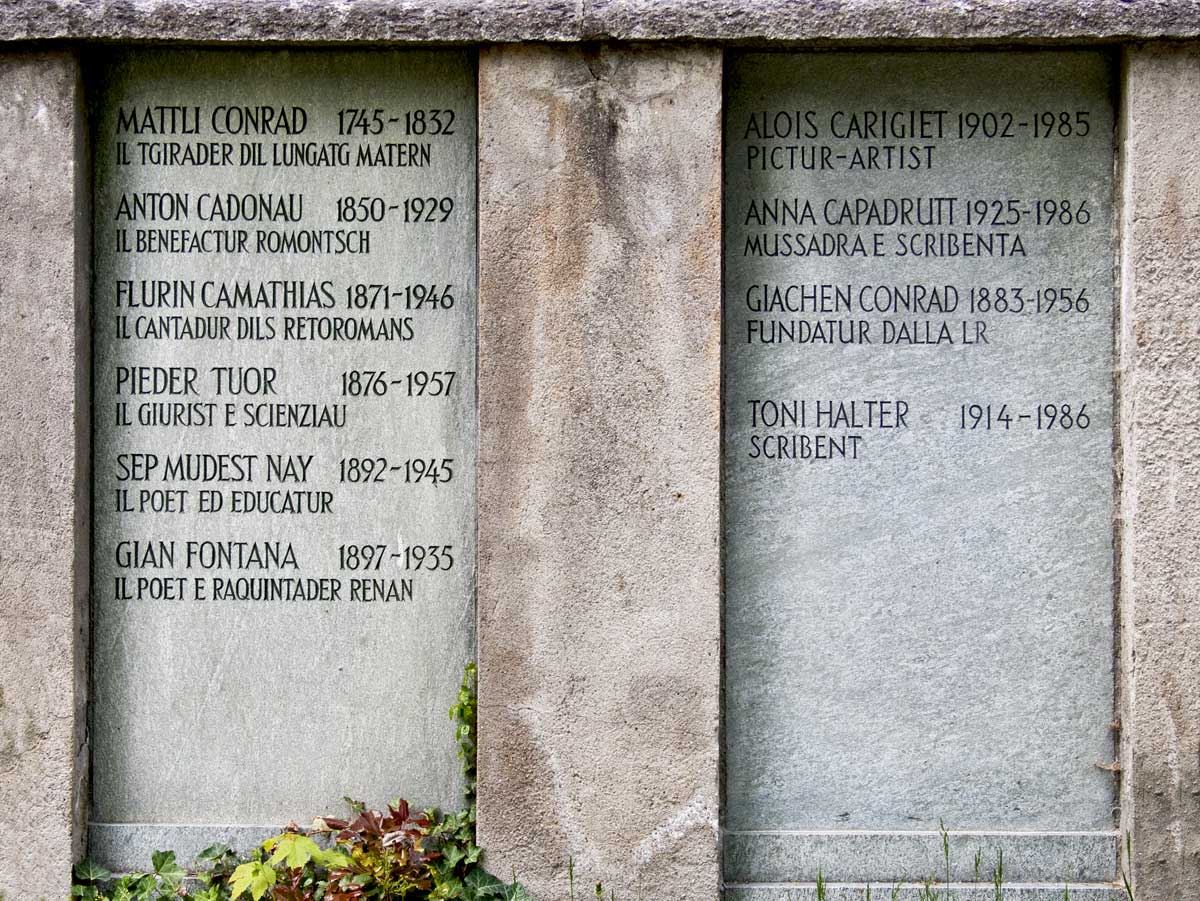 MATTLI CONRAD 1745-1832
IL TGIRADER DIL LUNGATG MATERN
ANTON CADONAU 1850-1929
IL BENEFACTUR ROMONTSCH
FLURIN CAMATHIAS 1871-1946
IL CANTADUR DILS RETOROMANS
PIEDER TUOR 1876-1957
IL GIURIST E SCIENZIAU
SEP MUDEST NAY 1892-1945
IL POET ED EDUCATUR
GIAN FONTANA 1897-1935
IL POET E RAQUINTADER RENAN
ALOIS CARIGIET 1902-1985
PICTUR-ARTIST
ANNA CAPADRUTT 1925-1986
MUSSADRA E SCRIBENTA
GIACHEN CONRAD 1883-1956
FUNDATUR DALLA LR
TONI HALTER 1914-1986
SCRIBENT